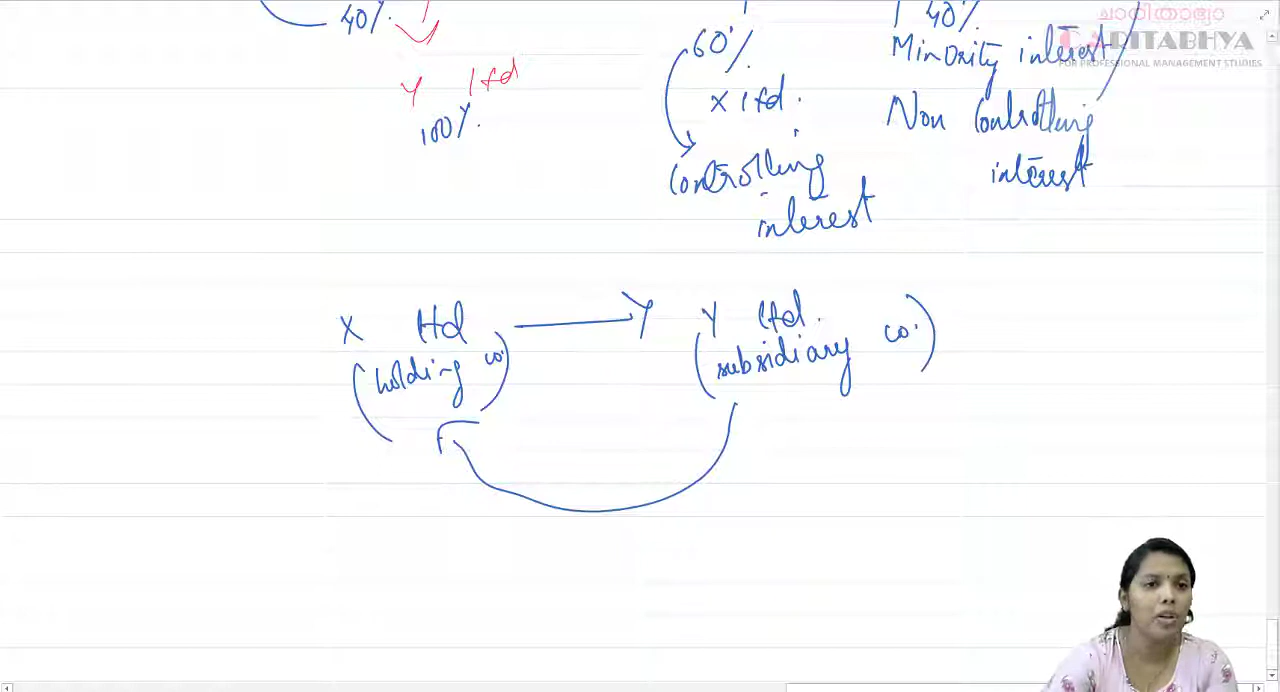 ചാരിതാഭ്യാ
CARITABHYA
FOR PROFESSIONAL MANAGEMENT STUDIES
40%.
Y ltd
100%.
60%
X ltd.
Controlling
interest
40%
Minority interest
Non Controlling
interest
X ltd
(holding co.)
Y ltd.
(subsidiary co.)